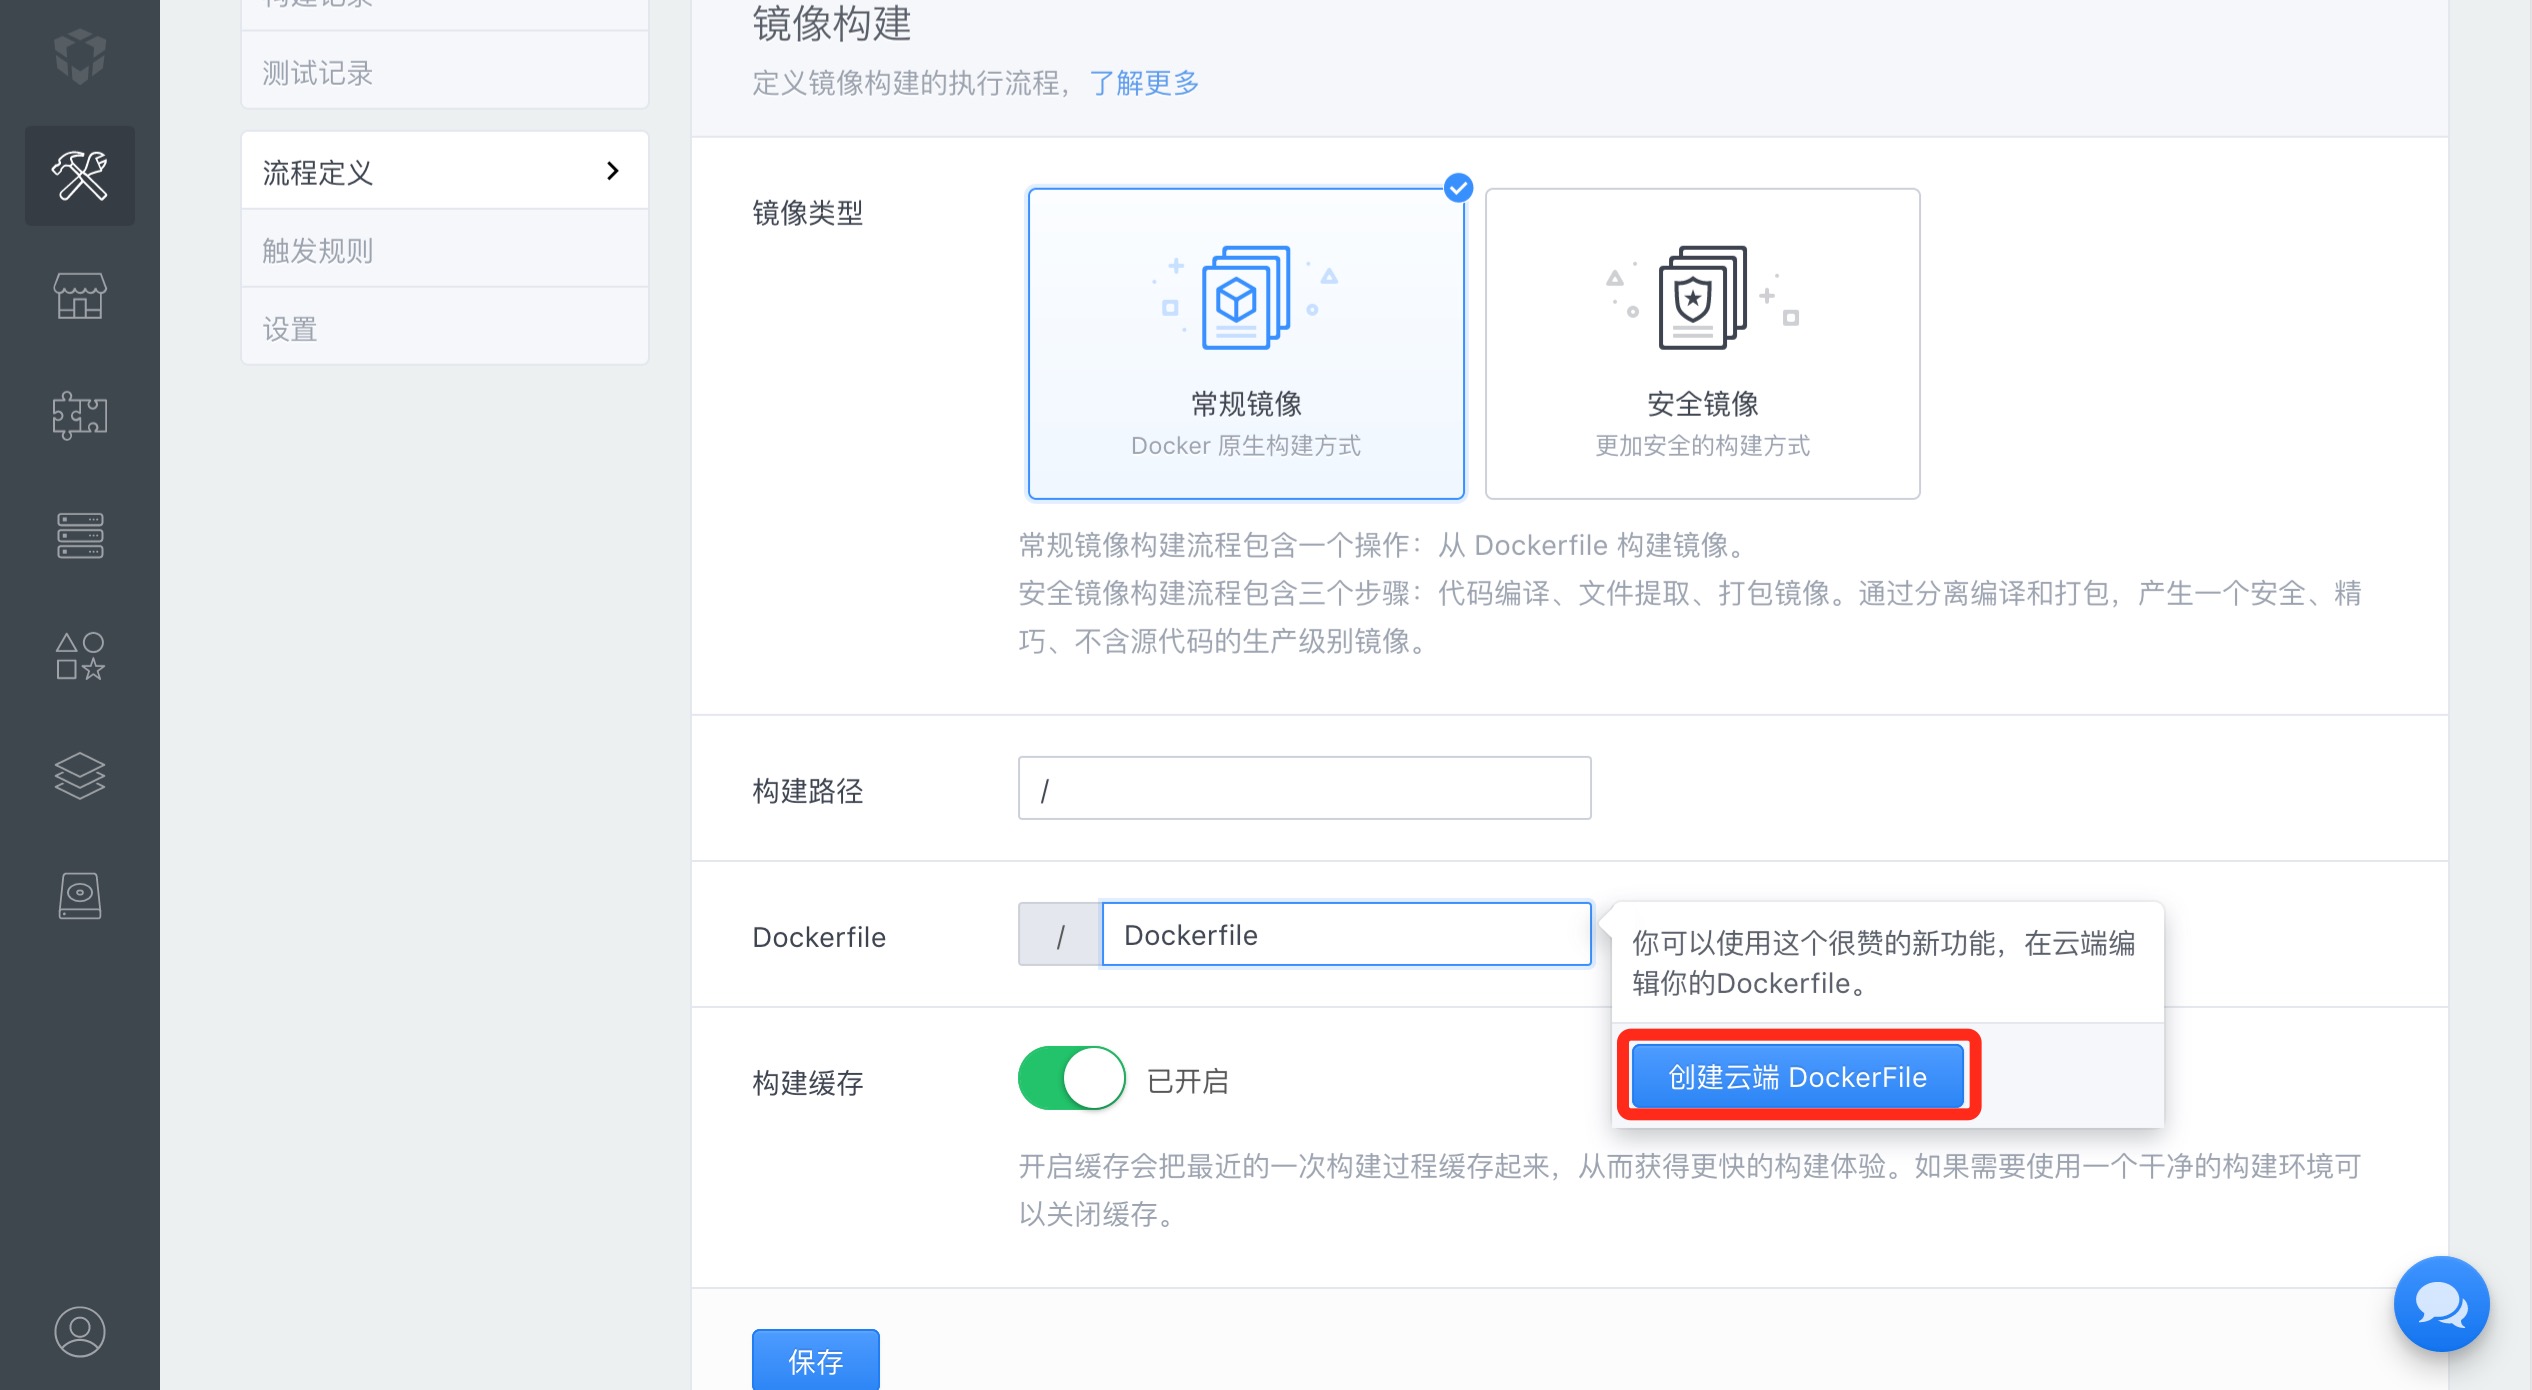 构建记录
测试记录
流程定义
触发规则
设置
镜像构建
定义镜像构建的执行流程，了解更多
镜像类型
常规镜像
Docker 原生构建方式
安全镜像
更加安全的构建方式
常规镜像构建流程包含一个操作：从 Dockerfile 构建镜像。
安全镜像构建流程包含三个步骤：代码编译、文件提取、打包镜像。通过分离编译和打包，产生一个安全、精
巧、不含源代码的生产级别镜像。
构建路径
/
Dockerfile
/ Dockerfile
你可以使用这个很赞的新功能，在云端编
辑你的Dockerfile。
创建云端 DockerFile
构建缓存
已开启
开启缓存会把最近的一次构建过程缓存起来，从而获得更快的构建体验。如果需要使用一个干净的构建环境可
以关闭缓存。
保存